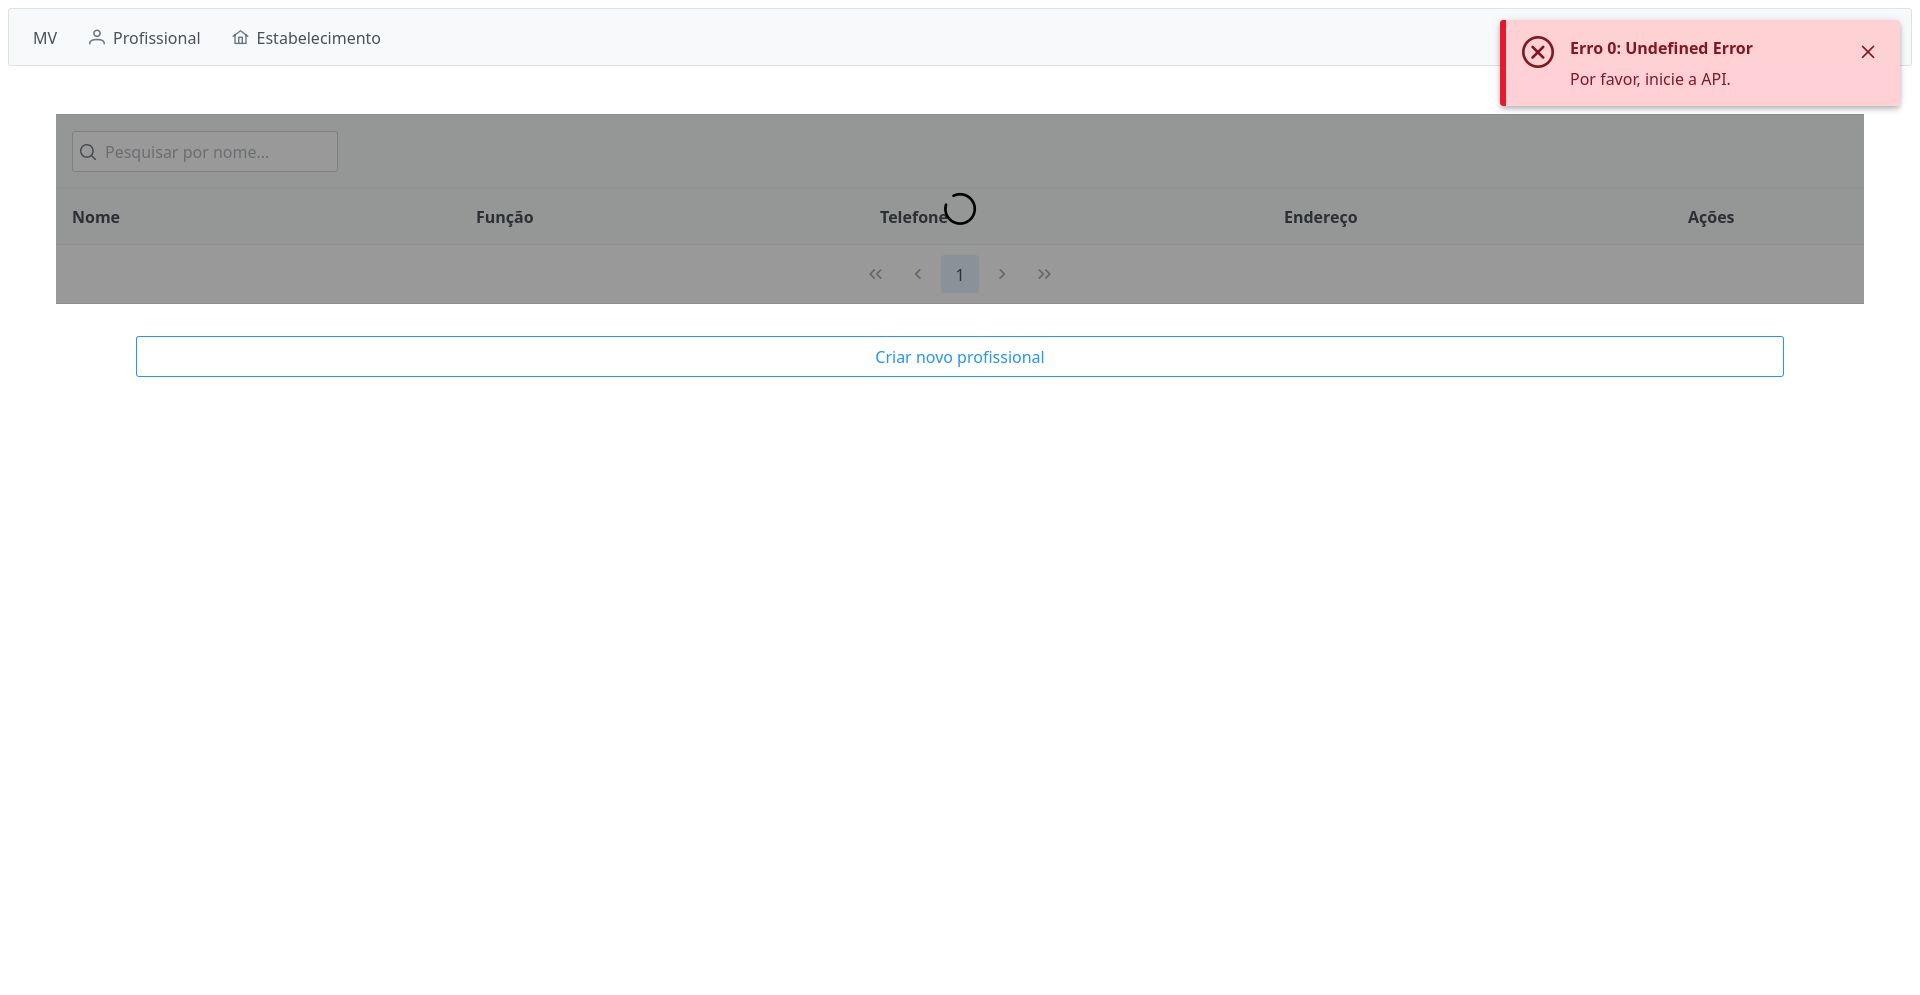 MV Profissional Estabelecimento
Erro 0: Undefined Error
Por favor, inicie a API.
Pesquisar por nome...
Nome Função Telefone Endereço Ações
1
Criar novo profissional